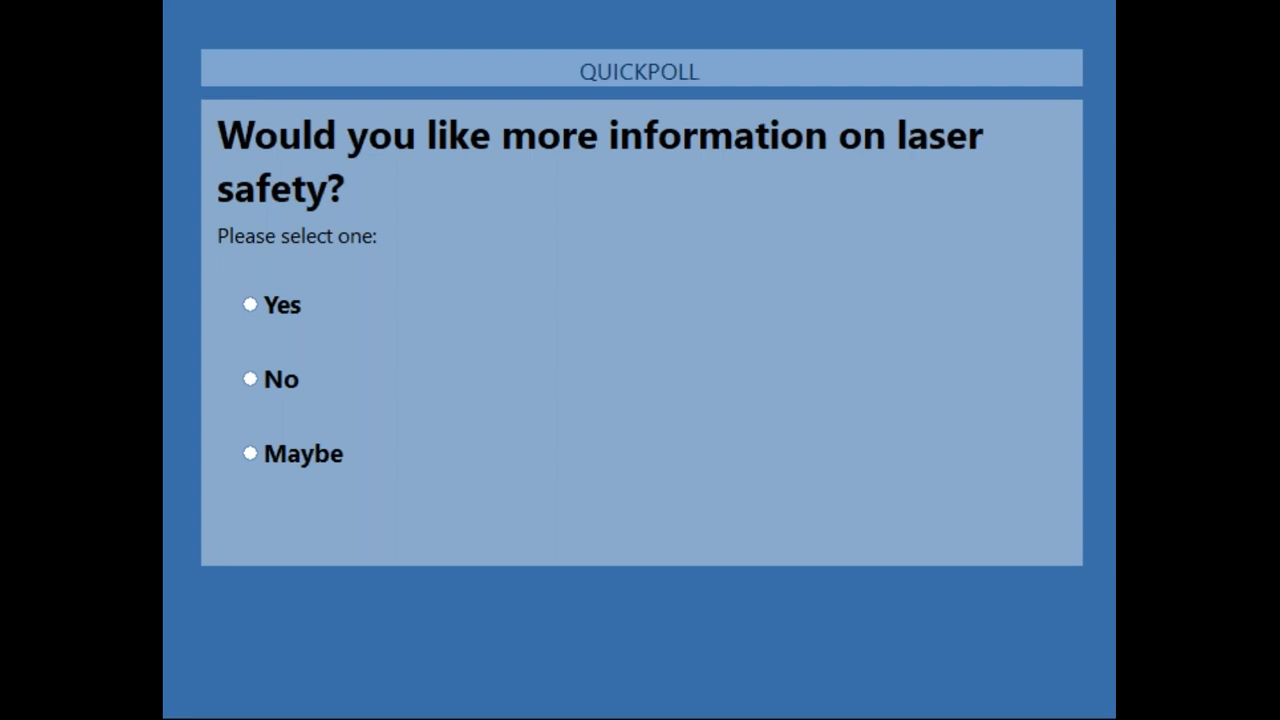 QUICKPOLL
Would you like more information on laser
safety?
Please select one:
Yes
No
Maybe